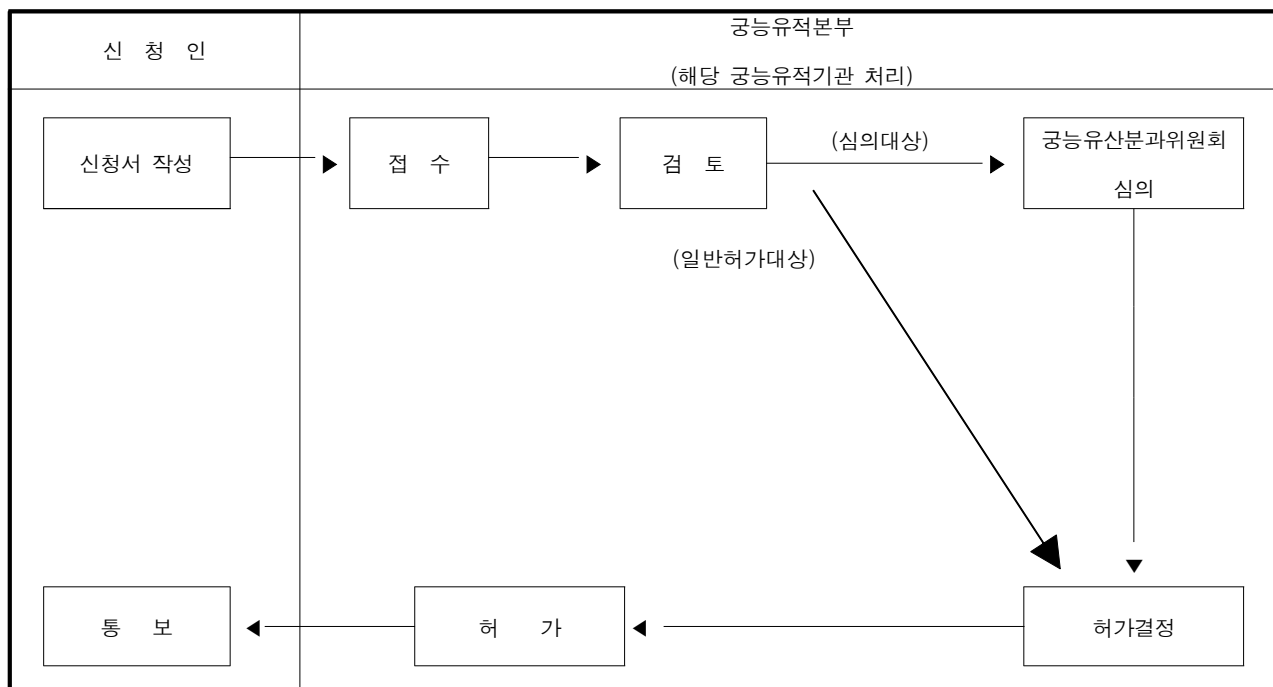 신 청 인
궁능유적본부
(해당 궁능유적기관 처리)
신청서 작성
접 수
검 토
(심의대상)
궁능유산분과위원회
심의
(일반허가대상)
통 보
허 가
허가결정